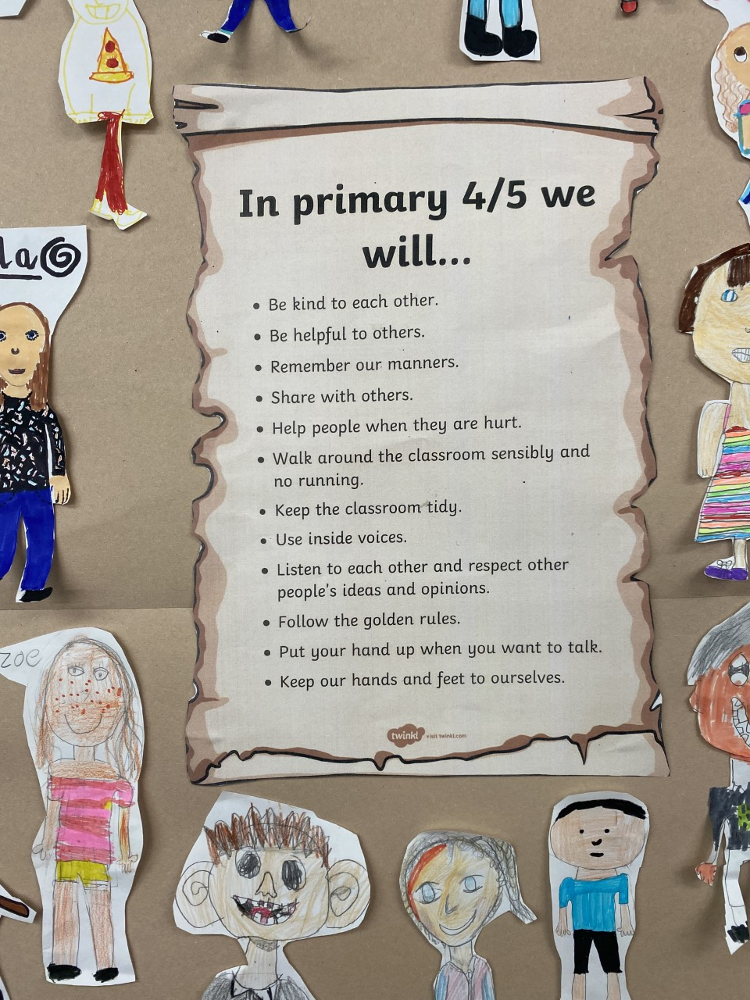 In primary 4/5 we
will...
• Be kind to each other.
• Be helpful to others.
• Remember our manners.
• Share with others.
• Help people when they are hurt.
• Walk around the classroom sensibly and
no running.
• Keep the classroom tidy.
• Use inside voices.
• Listen to each other and respect other
people's ideas and opinions.
• Follow the golden rules.
• Put your hand up when you want to talk.
• Keep our hands and feet to ourselves.
twinkl visit twinkl.com
la
zoe